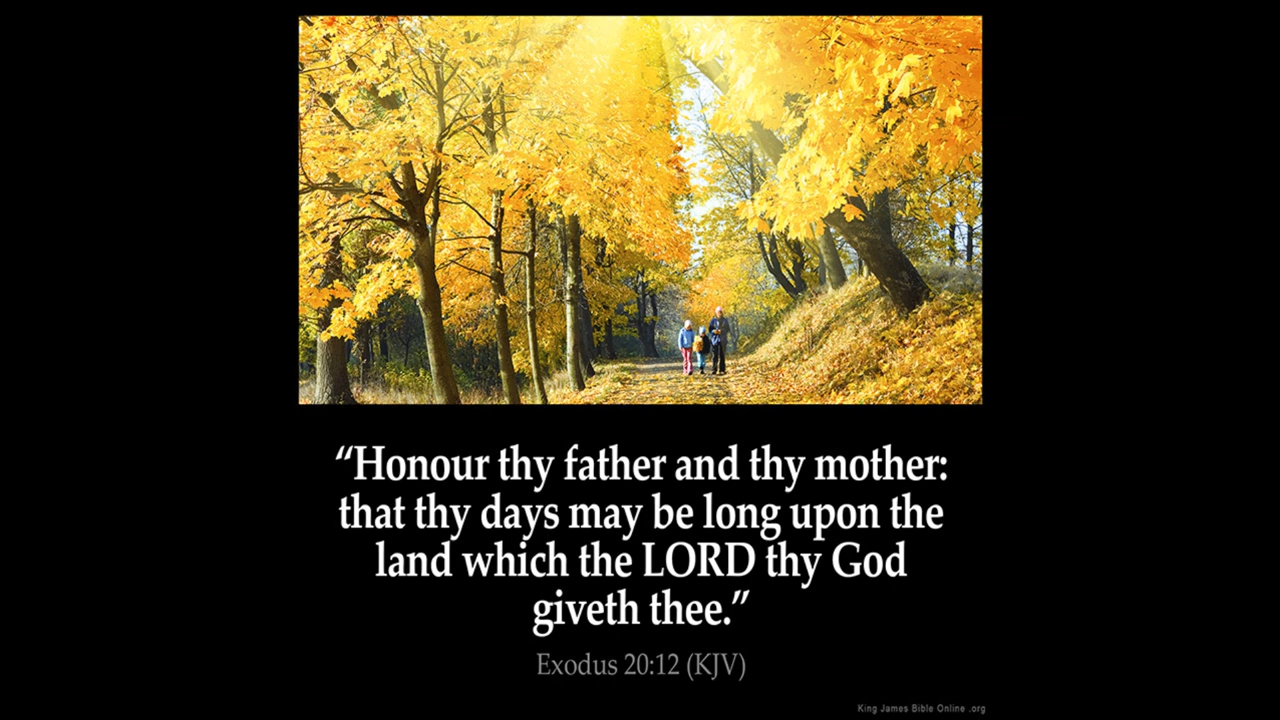 “Honour thy father and thy mother:
that thy days may be long upon the
land which the LORD thy God
giveth thee.”
Exodus 20:12 (KJV)
King James Bible Online .org